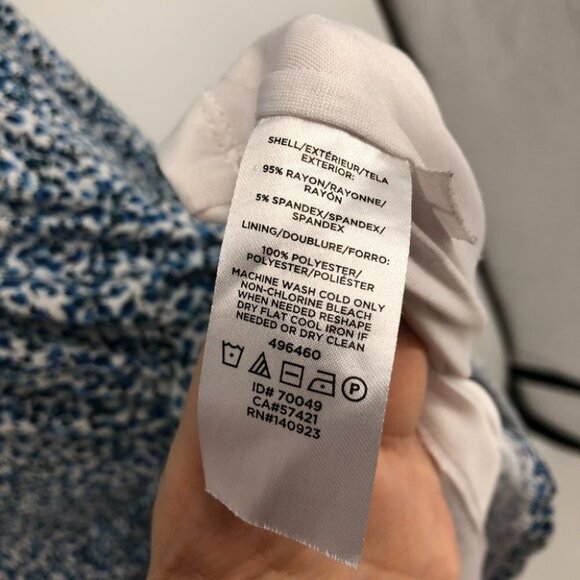 SHELL/EXTÉRIEUR/TELA
EXTERIOR:
95% RAYON/RAYONNE/
RAYÓN
5% SPANDEX/SPANDEX/
SPANDEX
LINING/DOUBLURE/FORRO:
100% POLYESTER/
POLYESTER/POLIÉSTER
MACHINE WASH COLD ONLY
NON-CHLORINE BLEACH
WHEN NEEDED RESHAPE
DRY FLAT COOL IRON IF
NEEDED OR DRY CLEAN
496460
P
ID# 70049
CA#57421
RN#140923